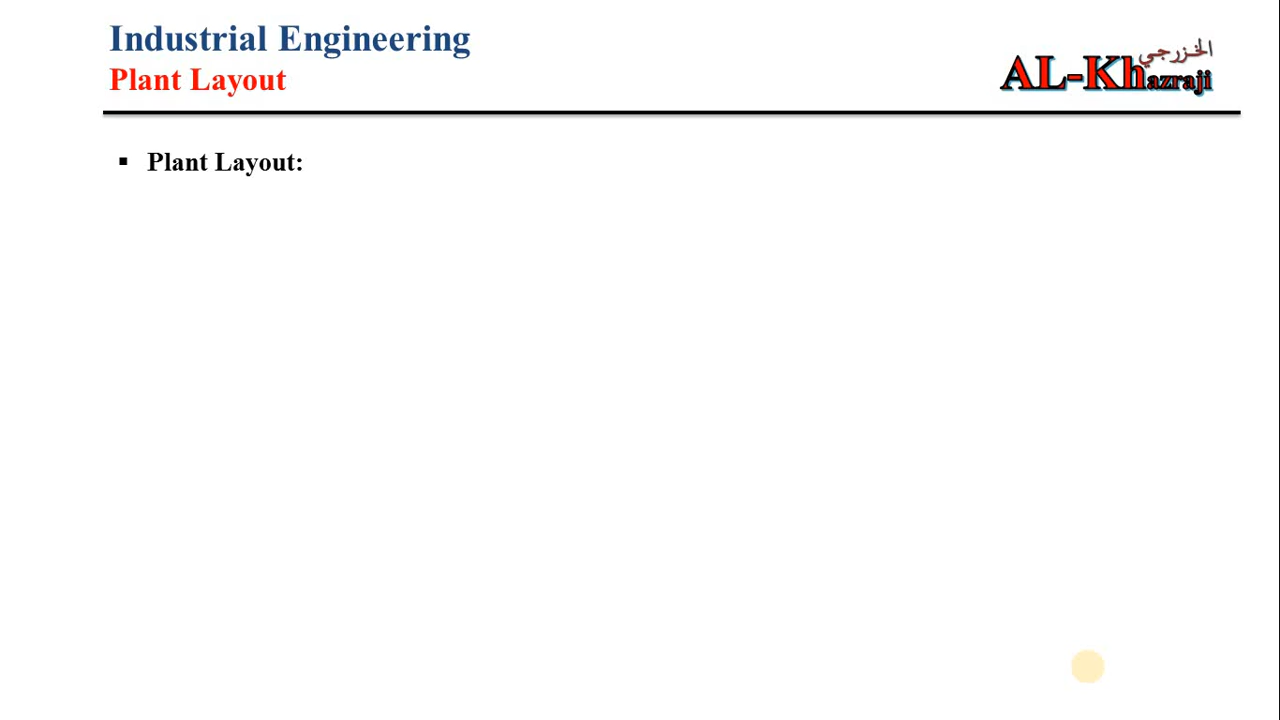 Industrial Engineering
Plant Layout
الخزرجي
AL-Khazraji
▪ Plant Layout: